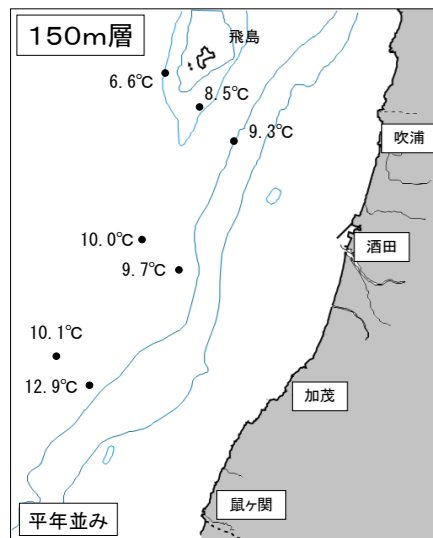 150m層
飛島
6.6℃
8.5℃
9.3℃
吹浦
10.0℃
酒田
9.7℃
10.1℃
12.9℃
加茂
鼠ヶ関
平年並み